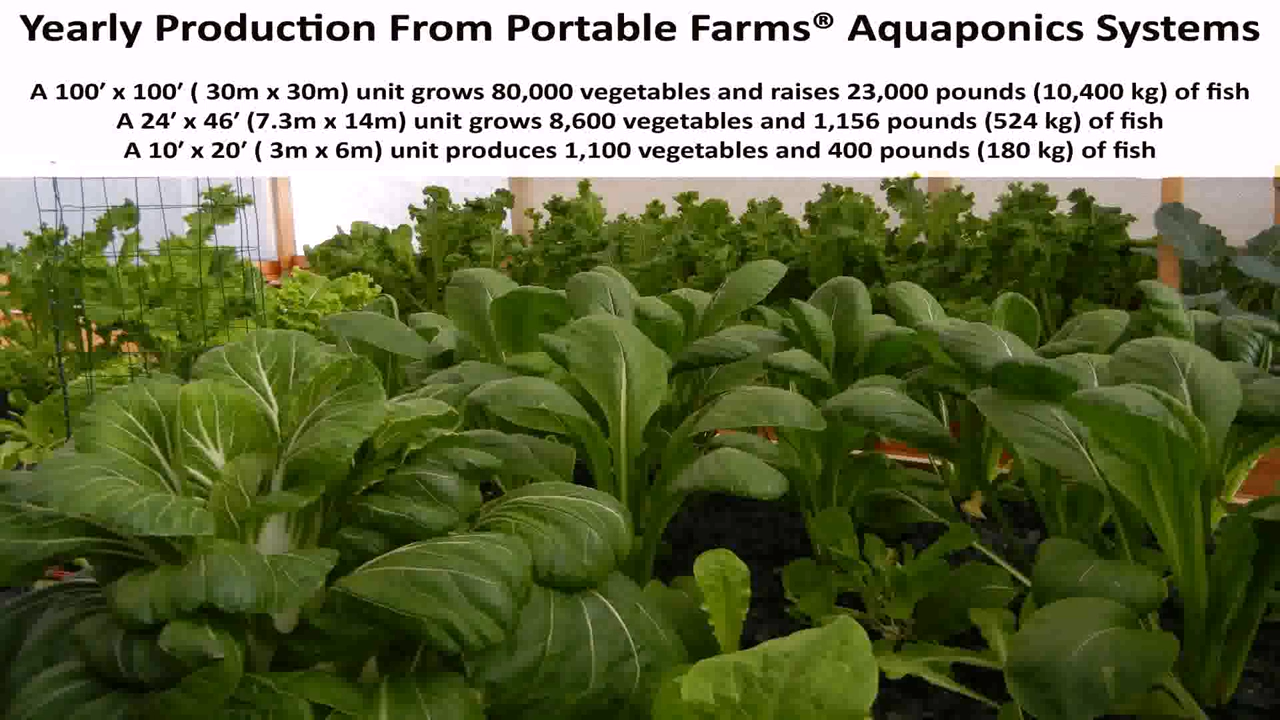 Yearly Production From Portable Farms® Aquaponics Systems
A 100′ x 100′ ( 30m x 30m) unit grows 80,000 vegetables and raises 23,000 pounds (10,400 kg) of fish
A 24′ x 46′ (7.3m x 14m) unit grows 8,600 vegetables and 1,156 pounds (524 kg) of fish
A 10′ x 20′ ( 3m x 6m) unit produces 1,100 vegetables and 400 pounds (180 kg) of fish